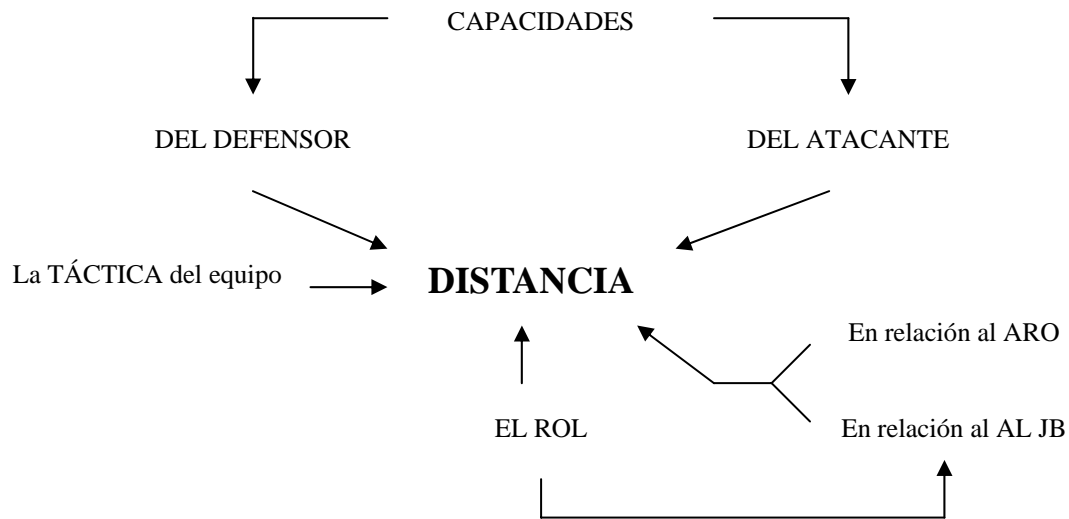 CAPACIDADES
DEL DEFENSOR
DEL ATACANTE
La TÁCTICA del equipo
DISTANCIA
En relación al ARO
EL ROL
En relación al AL JB